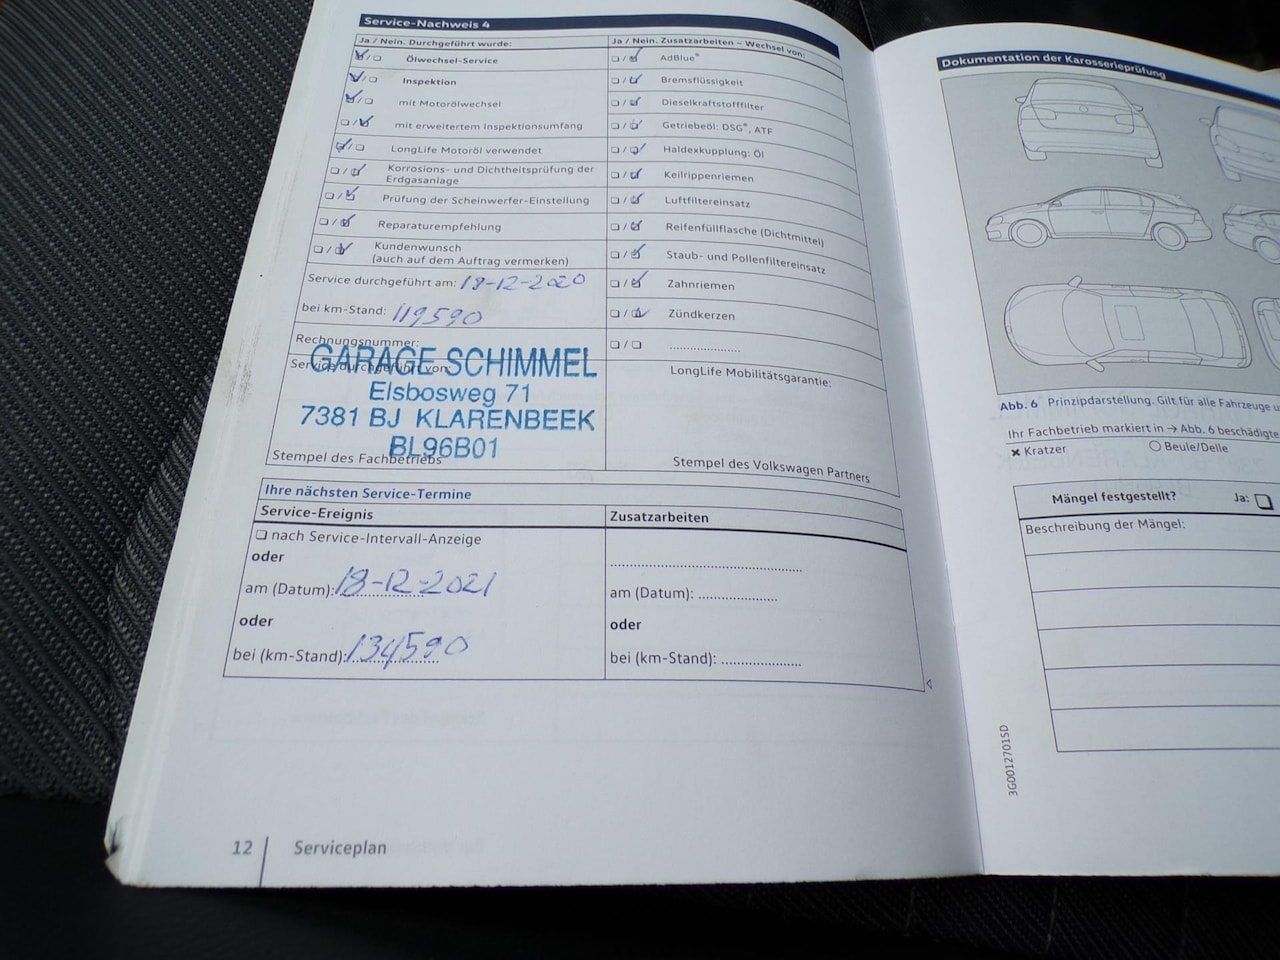 Service-Nachweis 4
Ja / Nein. Durchgeführt wurde:
Ölwechsel-Service
Inspektion
mit Motorölwechsel
mit erweitertem Inspektionsumfang
LongLife Motoröl verwendet
Korrosions- und Dichtheitsprüfung der
Erdgasanlage
Prüfung der Scheinwerfer-Einstellung
Reparaturempfehlung
Kundenwunsch
(auch auf dem Auftrag vermerken)
Service durchgeführt am: 18-12-2020
bei km-Stand: 119590
Rechnungsnummer:
Service durchgeführt von:
GARAGE SCHIMMEL
Elsbosweg 71
7381 BJ KLARENBEEK
BL96B01
Stempel des Fachbetriebs
Ja / Nein. Zusatzarbeiten – Wechsel von:
AdBlue®
Bremsflüssigkeit
Dieselkraftstofffilter
Getriebeöl: DSG®, ATF
Haldexkupplung: Öl
Keilrippenriemen
Luftfiltereinsatz
Reifenfüllflasche (Dichtmittel)
Staub- und Pollenfiltereinsatz
Zahnriemen
Zündkerzen
LongLife Mobilitätsgarantie:
Stempel des Volkswagen Partners
Ihre nächsten Service-Termine
Service-Ereignis
nach Service-Intervall-Anzeige
oder
am (Datum): 18-12-2021
oder
bei (km-Stand): 134590
Zusatzarbeiten
am (Datum):
oder
bei (km-Stand):
12 Serviceplan
Dokumentation der Karosserieprüfung
Abb. 6 Prinzipdarstellung. Gilt für alle Fahrzeuge
Ihr Fachbetrieb markiert in → Abb. 6 beschädigte
Kratzer
Beule/Delle
Mängel festgestellt? Ja:
Beschreibung der Mängel:
3G0012701SD